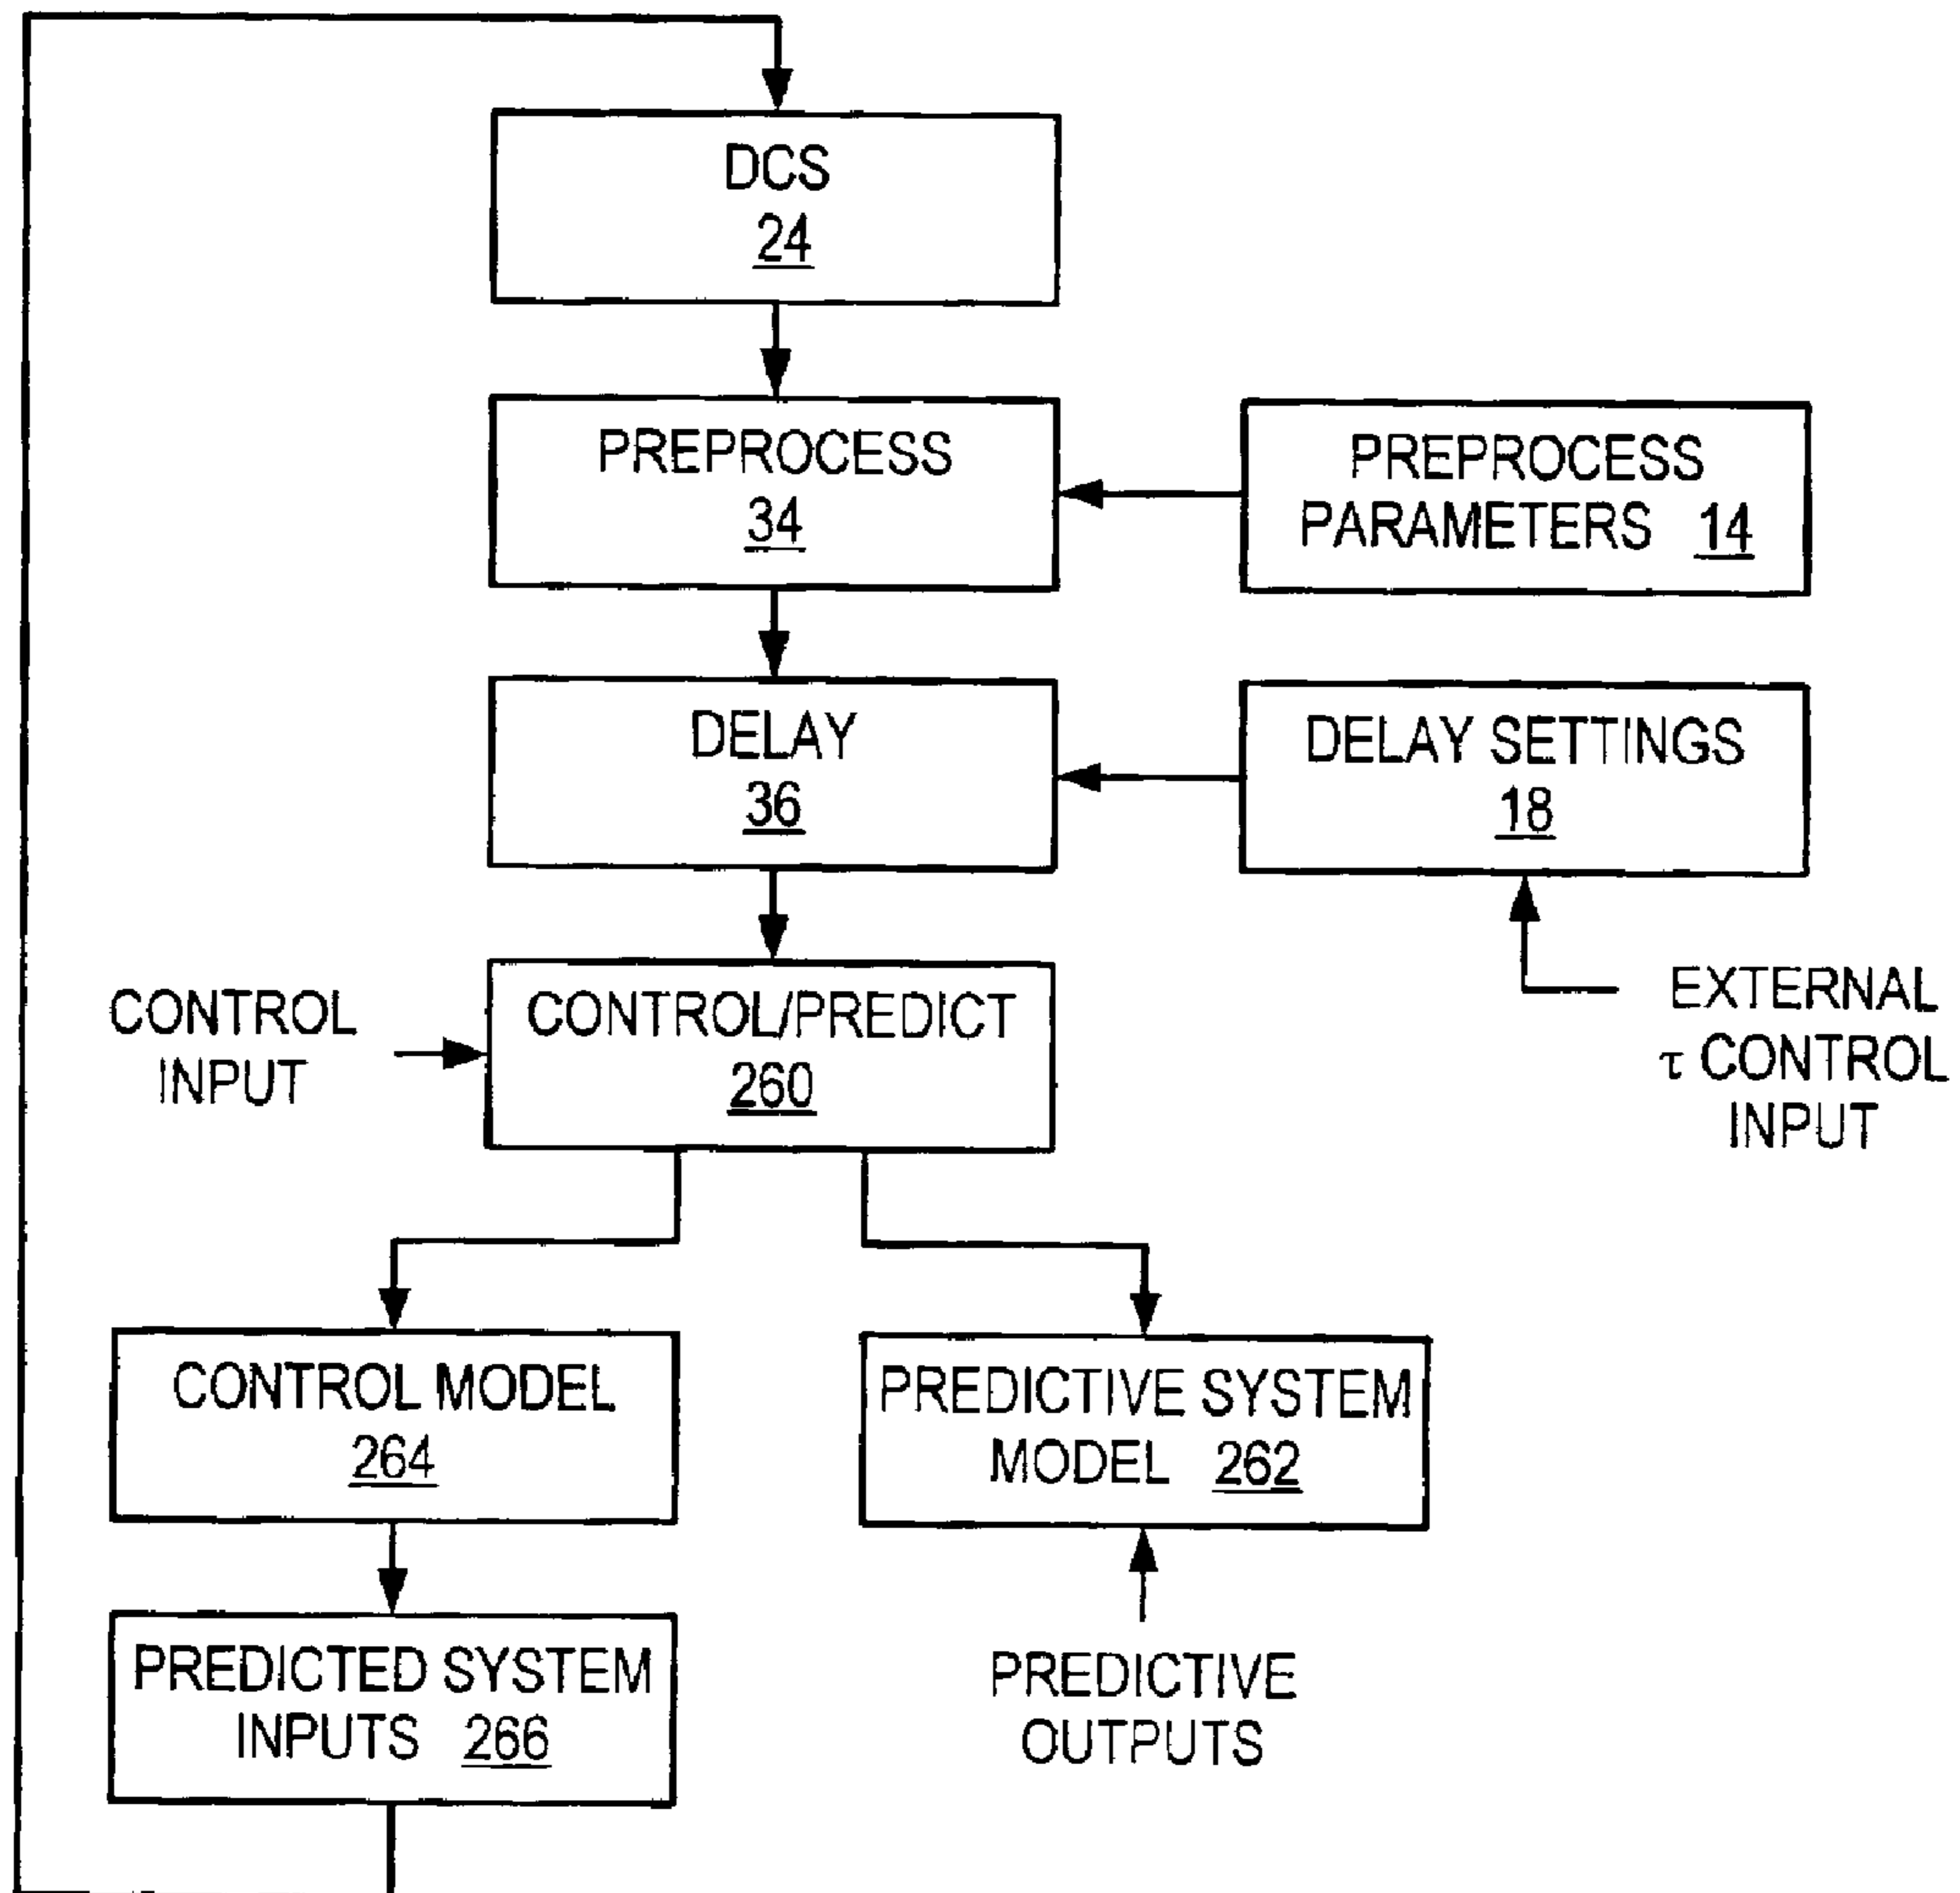 DCS
24
PREPROCESS
34
PREPROCESS
PARAMETERS 14
DELAY
36
DELAY SETTINGS
18
CONTROL
INPUT
CONTROL/PREDICT
260
EXTERNAL
τ CONTROL
INPUT
CONTROL MODEL
264
PREDICTIVE SYSTEM
MODEL 262
PREDICTED SYSTEM
INPUTS 266
PREDICTIVE
OUTPUTS